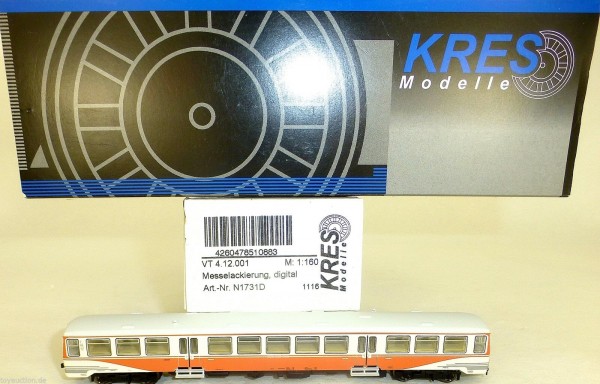 KRES
Modelle
4260476510883
VT 4.12.001 M: 1:160
Messelackierung, digital
Art.-Nr. N1731D 1116
KRES
Modelle